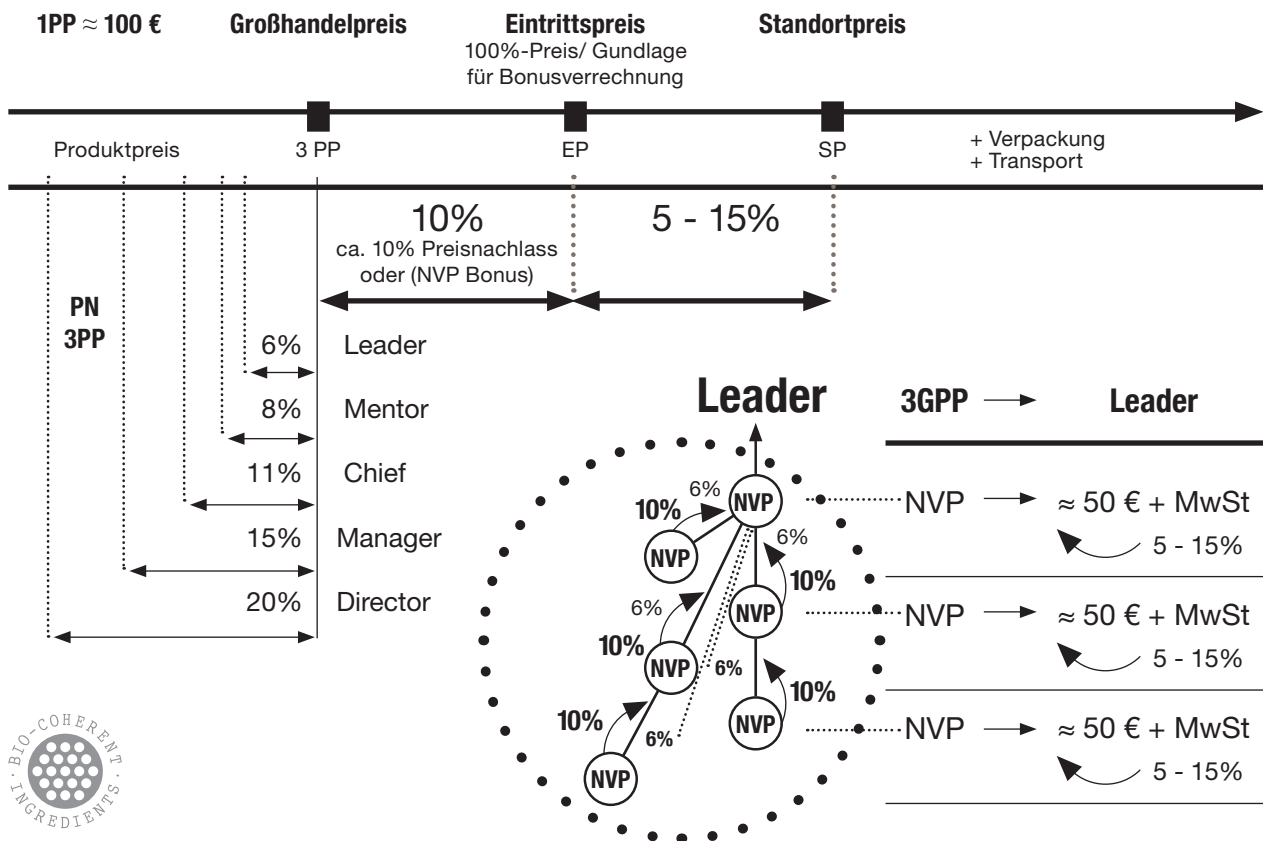 1PP ≈ 100 €
Großhandelpreis
Eintrittspreis
100%-Preis/ Gundlage
für Bonusverrechnung
Standortpreis
Produktpreis
3 PP
EP
SP
+ Verpackung
+ Transport
10%
ca. 10% Preisnachlass
oder (NVP Bonus)
5 - 15%
PN
3PP
6% Leader
8% Mentor
11% Chief
15% Manager
20% Director
Leader
6%
NVP
10%
NVP
6%
10%
6%
NVP
10%
NVP
6%
10%
NVP
10%
6%
NVP
3GPP Leader
NVP ≈ 50 € + MwSt
5 - 15%
NVP ≈ 50 € + MwSt
5 - 15%
NVP ≈ 50 € + MwSt
5 - 15%
· BIO-COHERENT ·
INGREDIENTS